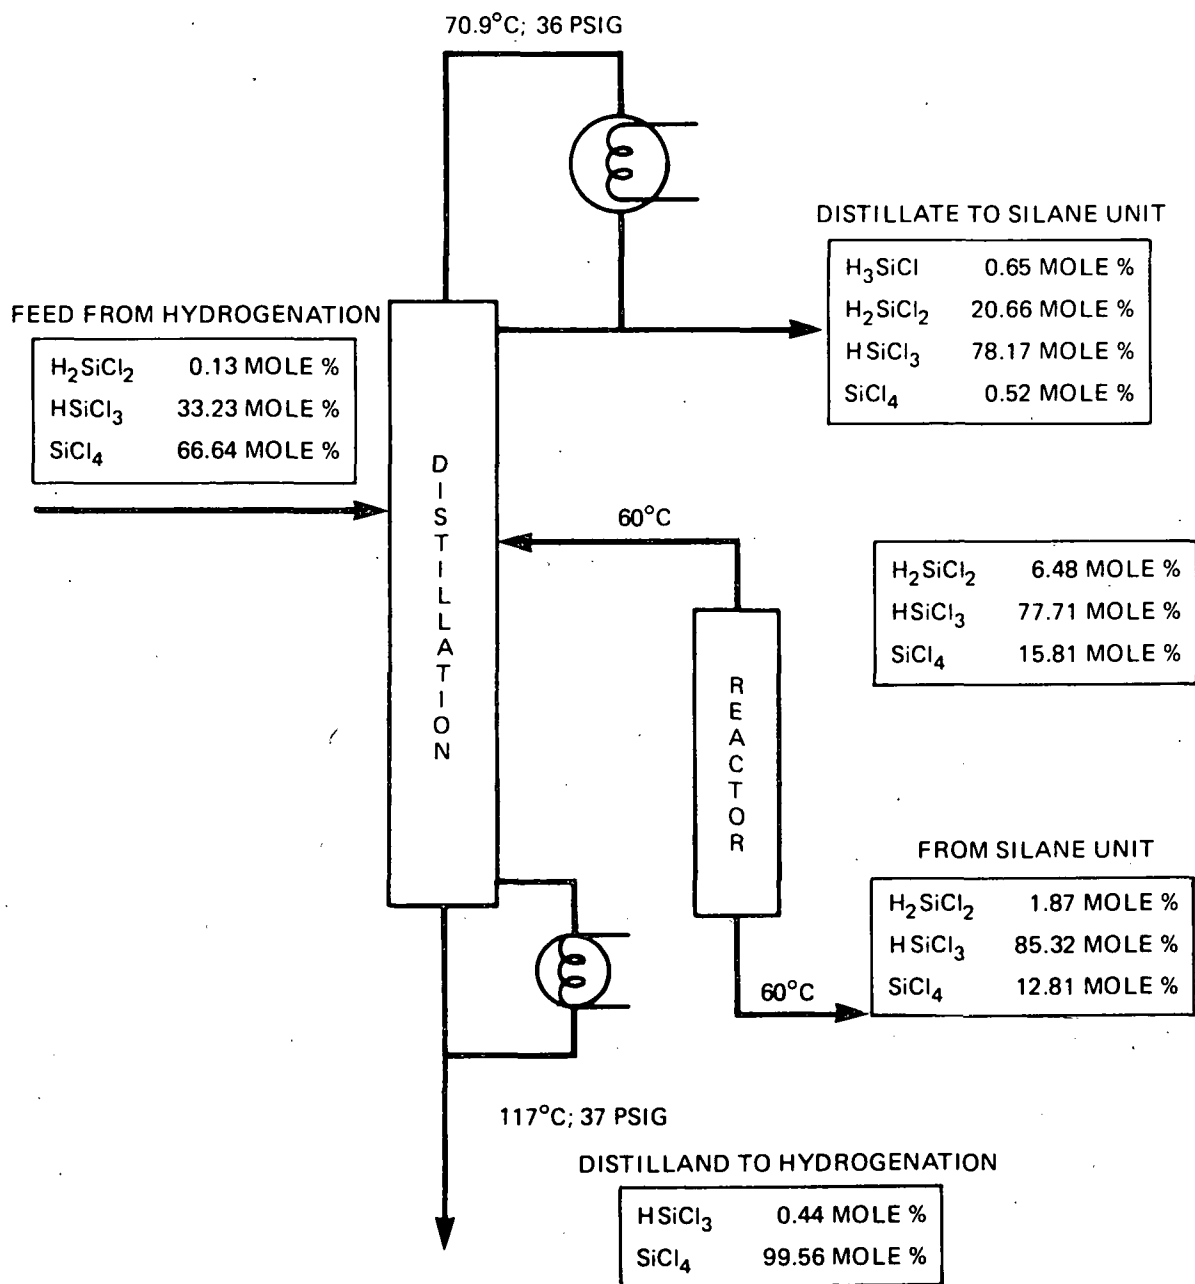 70.9°C; 36 PSIG
DISTILLATE TO SILANE UNIT
H₃SiCl 0.65 MOLE %
H₂SiCl₂ 20.66 MOLE %
HSiCl₃ 78.17 MOLE %
SiCl₄ 0.52 MOLE %
FEED FROM HYDROGENATION
H₂SiCl₂ 0.13 MOLE %
HSiCl₃ 33.23 MOLE %
SiCl₄ 66.64 MOLE %
DISTILLATION
60°C
H₂SiCl₂ 6.48 MOLE %
HSiCl₃ 77.71 MOLE %
SiCl₄ 15.81 MOLE %
REACTOR
FROM SILANE UNIT
H₂SiCl₂ 1.87 MOLE %
HSiCl₃ 85.32 MOLE %
SiCl₄ 12.81 MOLE %
60°C
117°C; 37 PSIG
DISTILLAND TO HYDROGENATION
HSiCl₃ 0.44 MOLE %
SiCl₄ 99.56 MOLE %